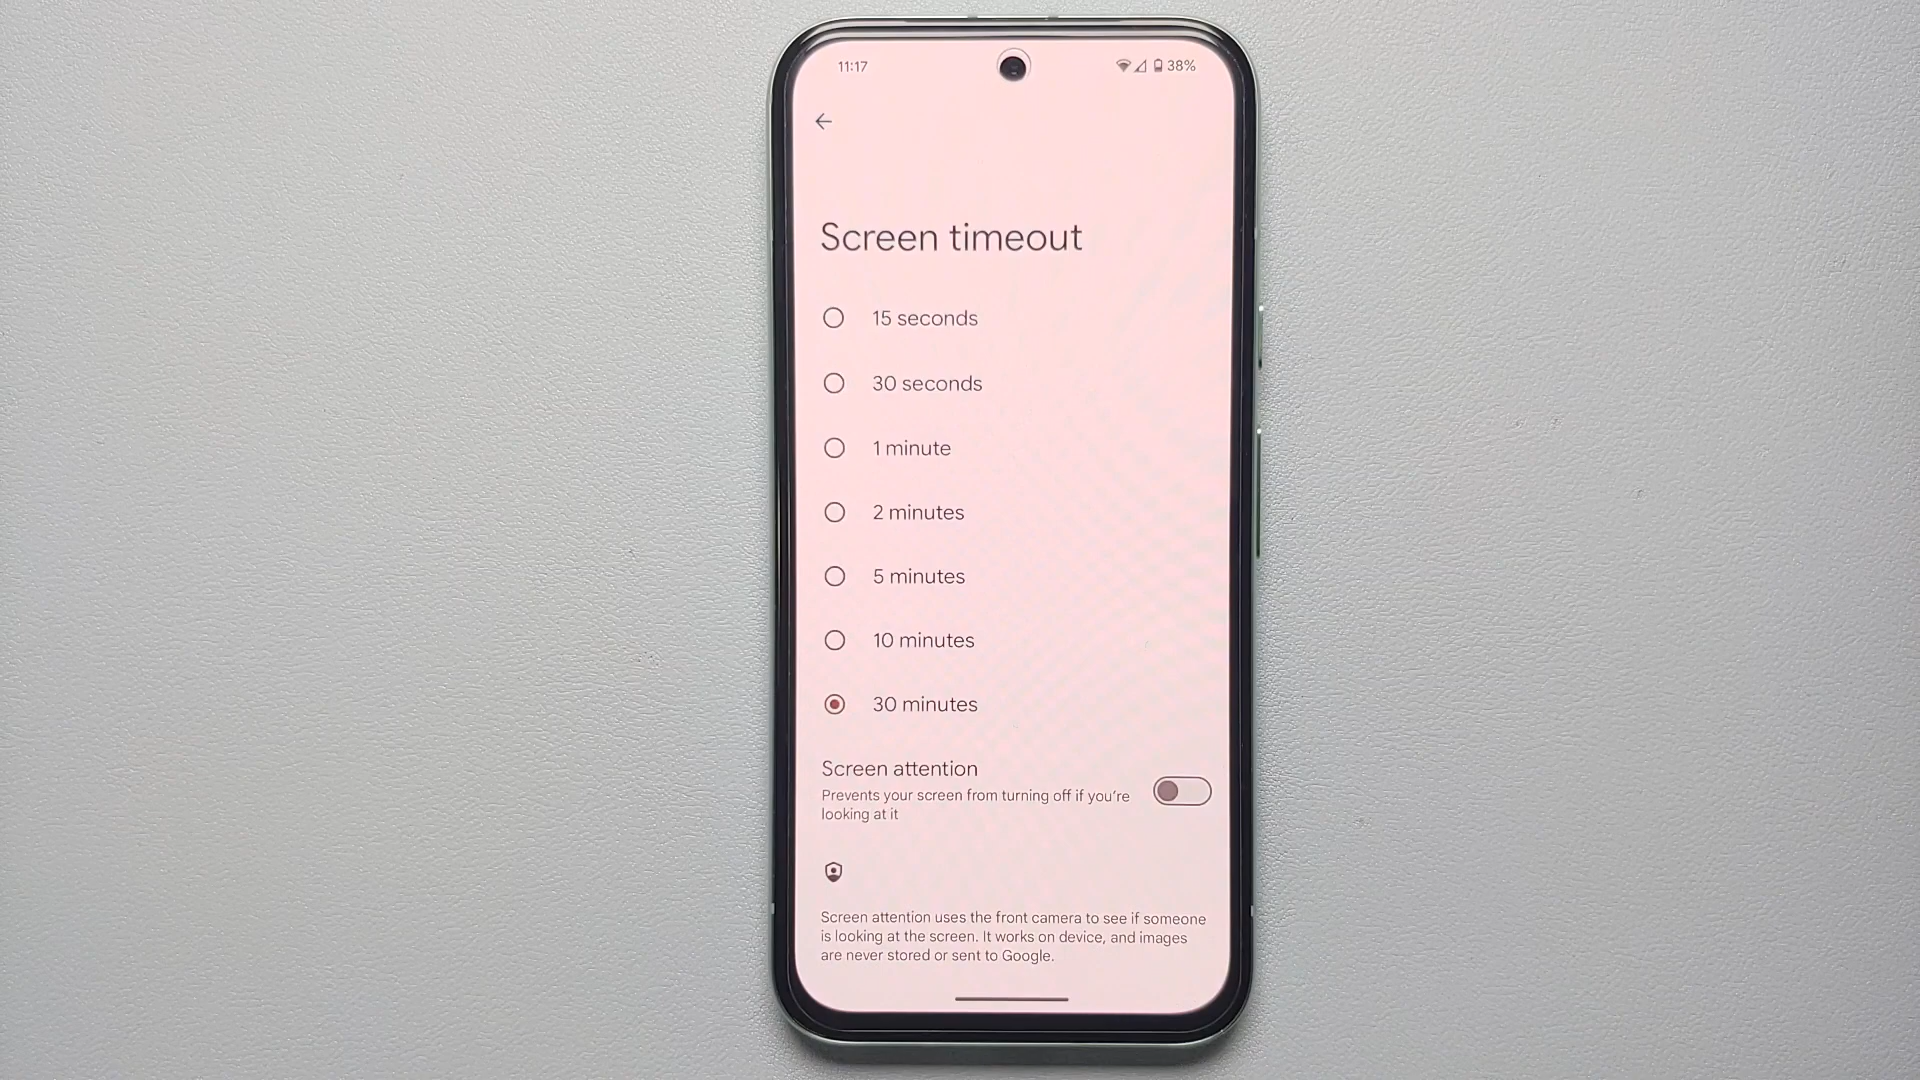 11:17
38%
Screen timeout
15 seconds
30 seconds
1 minute
2 minutes
5 minutes
10 minutes
30 minutes
Screen attention
Prevents your screen from turning off if you're
looking at it
Screen attention uses the front camera to see if someone
is looking at the screen. It works on device, and images
are never stored or sent to Google.